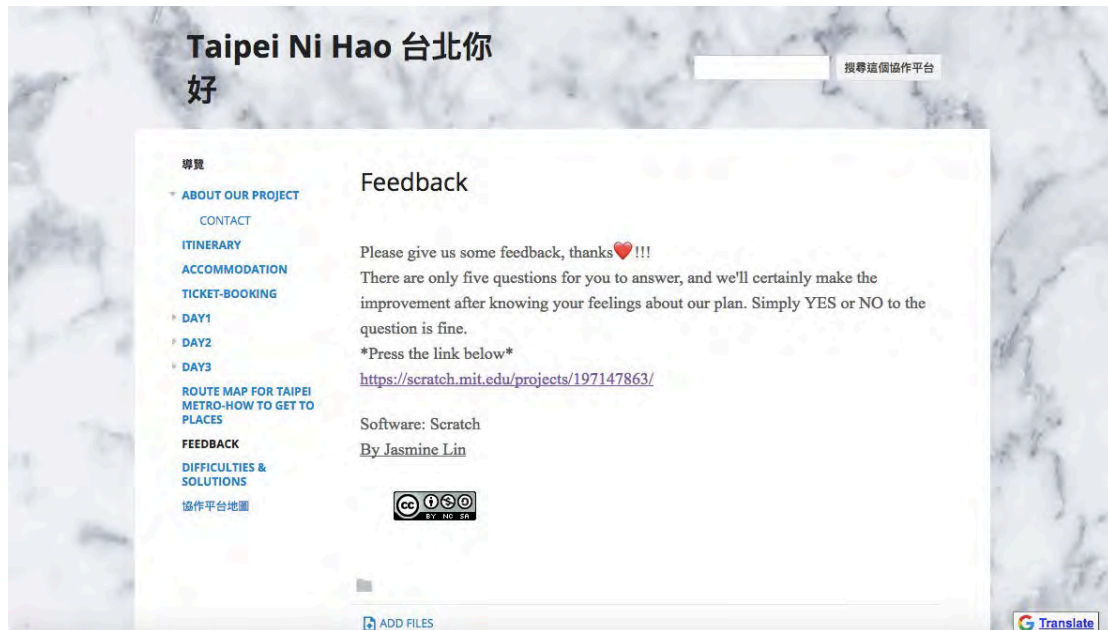 Taipei Ni Hao 台北你
好
搜尋這個協作平台
導覽
ABOUT OUR PROJECT
CONTACT
ITINERARY
ACCOMMODATION
TICKET-BOOKING
DAY1
DAY2
DAY3
ROUTE MAP FOR TAIPEI
METRO-HOW TO GET TO
PLACES
FEEDBACK
DIFFICULTIES &
SOLUTIONS
協作平台地圖
Feedback
Please give us some feedback, thanks❤️!!!
There are only five questions for you to answer, and we'll certainly make the
improvement after knowing your feelings about our plan. Simply YES or NO to the
question is fine.
*Press the link below*
https://scratch.mit.edu/projects/197147863/
Software: Scratch
By Jasmine Lin
cc
BY NC SA
ADD FILES
G Translate